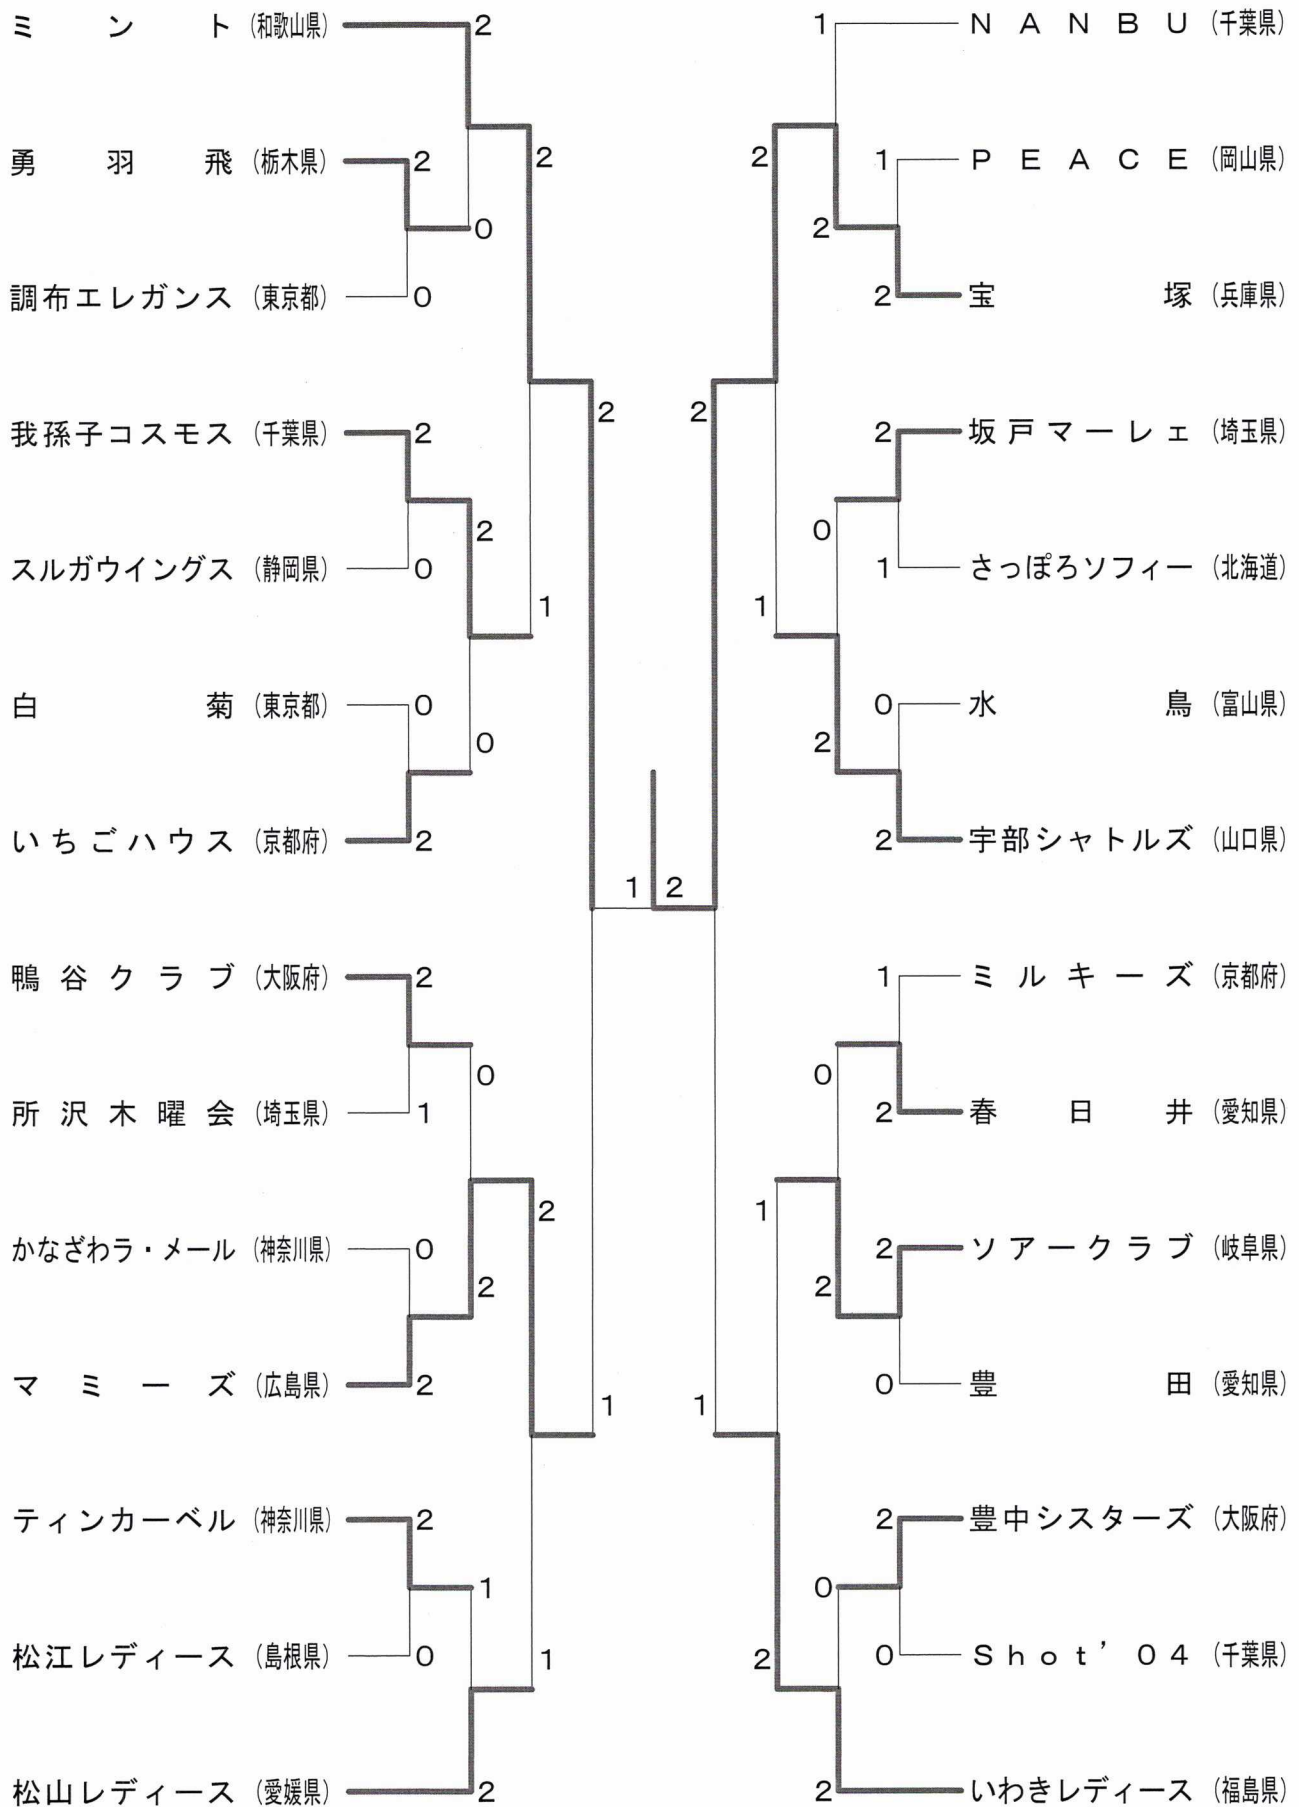 ミント (和歌山県) 2
2
勇羽飛 (栃木県) 2
0
調布エレガンス (東京都) 0
2
我孫子コスモス (千葉県) 2
2
スルガウイングス (静岡県) 0
1
白菊 (東京都) 0
0
いちごハウス (京都府) 2
1
鴨谷クラブ (大阪府) 2
0
所沢木曜会 (埼玉県) 1
2
かなざわラ・メール (神奈川県) 0
2
マミーズ (広島県) 2
1
ティンカーベル (神奈川県) 2
1
松江レディース (島根県) 0
1
松山レディース (愛媛県) 2
1 NANBU (千葉県)
2
1 PEACE (岡山県)
2
2 宝塚 (兵庫県)
2
2 坂戸マーレェ (埼玉県)
0
1 さっぽろソフィー (北海道)
1
0 水鳥 (富山県)
2
2 宇部シャトルズ (山口県)
2
1 ミルキーズ (京都府)
0
2 春日井 (愛知県)
1
2 ソアークラブ (岐阜県)
2
0 豊田 (愛知県)
1
2 豊中シスターズ (大阪府)
0
0 Shot’04 (千葉県)
2
2 いわきレディース (福島県)